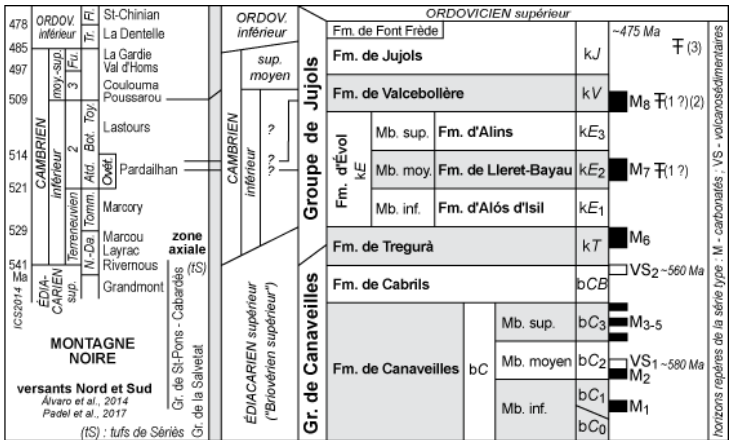 478
485
497
509
514
521
529
541
Ma
ICS2014
ORDOV.
inférieur
CAMBRIEN
moy.-sup.
inférieur
ÉDIA-
CARIEN
sup.
Terreneuvien
3
2
Fl.
Tr.
Fu.
Toy.
Bot.
Atd.
Ovét.
Tomm.
N.-Da.
St-Chinian
La Dentelle
La Gardie
Val d'Homs
Coulouma
Poussarou
Lastours
Pardailhan
Marcory
Marcou
Layrac
Rivernous
Grandmont
zone
axiale
(tS)
Gr. de St-Pons - Cabardès
Gr. de la Salvetat
MONTAGNE
NOIRE
versants Nord et Sud
Álvaro et al., 2014
Padel et al., 2017
(tS) : tufs de Sériès
ORDOV.
inférieur
sup.
moyen
CAMBRIEN
inférieur
?
?
?
ÉDIACARIEN supérieur
("Briovérien supérieur")
ORDOVICIEN supérieur
Groupe de Jujols
Gr. de Canaveilles
Fm. de Font Frède
Fm. de Jujols
kJ
Fm. de Valcebollère
kV
Fm. d'Évol
kE
Mb. sup.
Fm. d'Alins
kE3
Mb. moy.
Fm. de Lleret-Bayau
kE2
Mb. inf.
Fm. d'Alós d'Isil
kE1
Fm. de Tregurà
kT
Fm. de Cabrils
bCB
Fm. de Canaveilles
bC
Mb. sup.
bC3
Mb. moyen
bC2
Mb. inf.
bC1
bC0
~475 Ma
(3)
M8 (1 ?)(2)
M7 (1 ?)
M6
VS2 ~560 Ma
M3-5
VS1 ~580 Ma
M2
M1
horizons repères de la série type : M - carbonatés ; VS - volcanosédimentaires